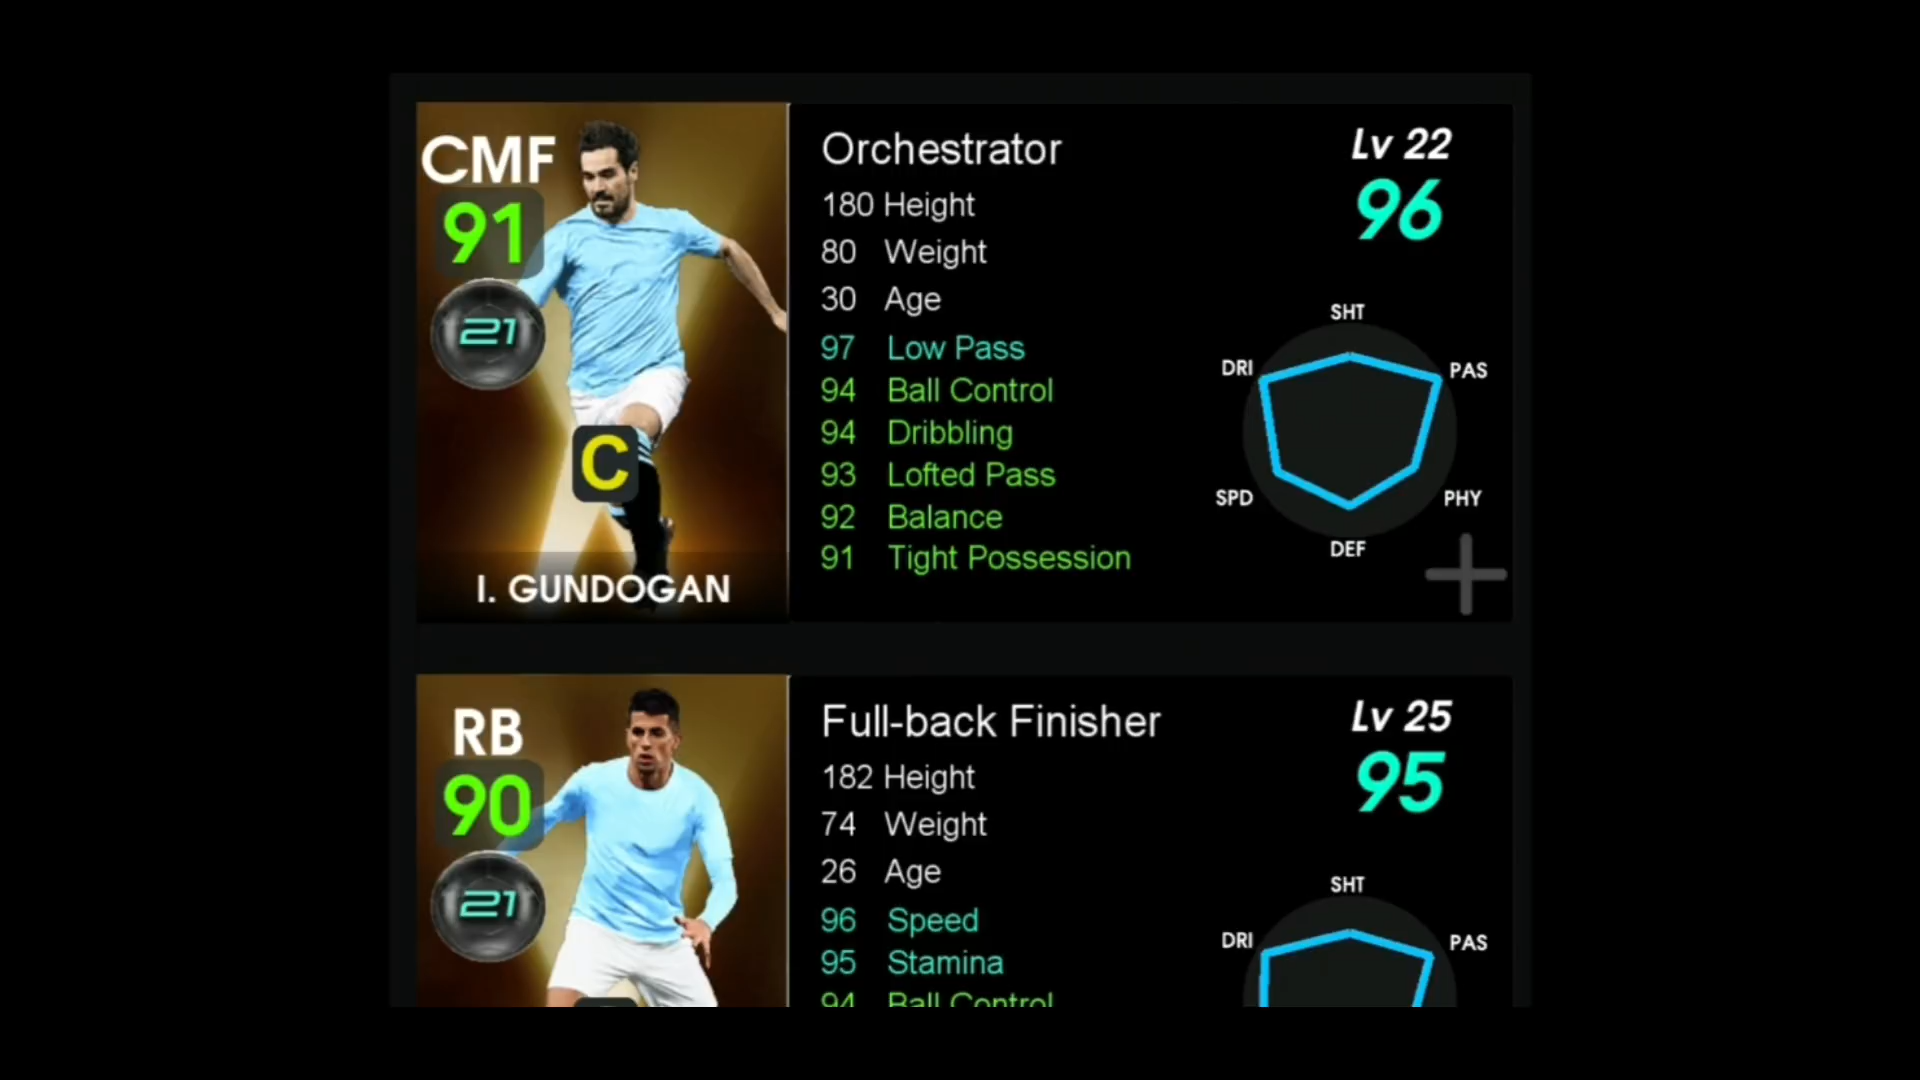 CMF
91
21
C
I. GUNDOGAN
Orchestrator
180 Height
80 Weight
30 Age
97 Low Pass
94 Ball Control
94 Dribbling
93 Lofted Pass
92 Balance
91 Tight Possession
Lv 22
96
SHT
DRI
PAS
SPD
PHY
DEF
RB
90
21
Full-back Finisher
182 Height
74 Weight
26 Age
96 Speed
95 Stamina
94 Ball Control
Lv 25
95
SHT
DRI
PAS